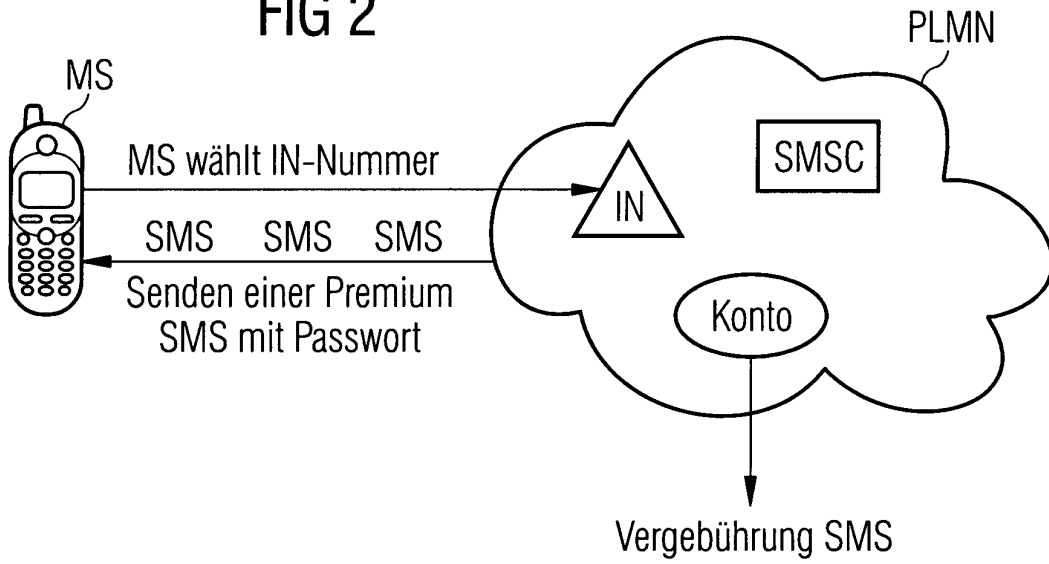 FIG 2
PLMN
MS
MS wählt IN-Nummer
SMSC
IN
SMS SMS SMS
Senden einer Premium
SMS mit Passwort
Konto
Vergebührung SMS